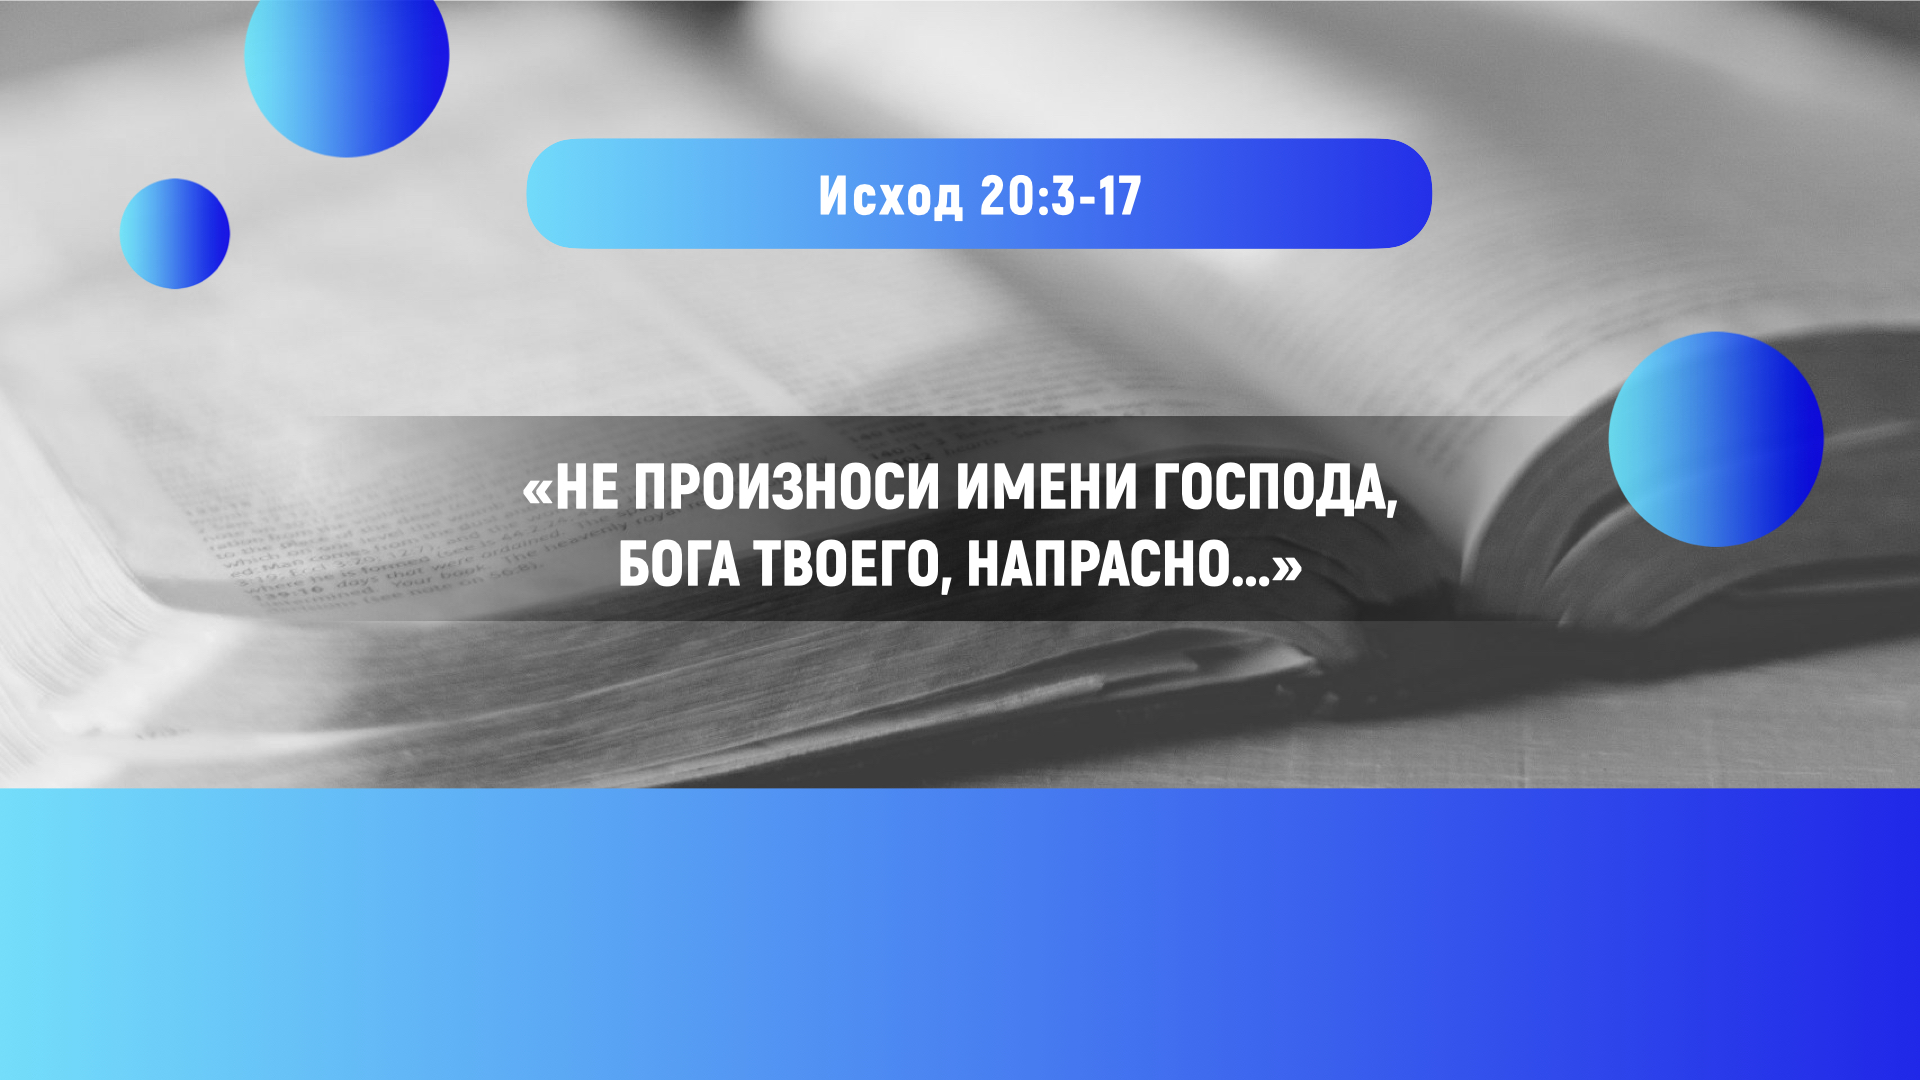 Исход 20:3-17
«НЕ ПРОИЗНОСИ ИМЕНИ ГОСПОДА,
БОГА ТВОЕГО, НАПРАСНО...»